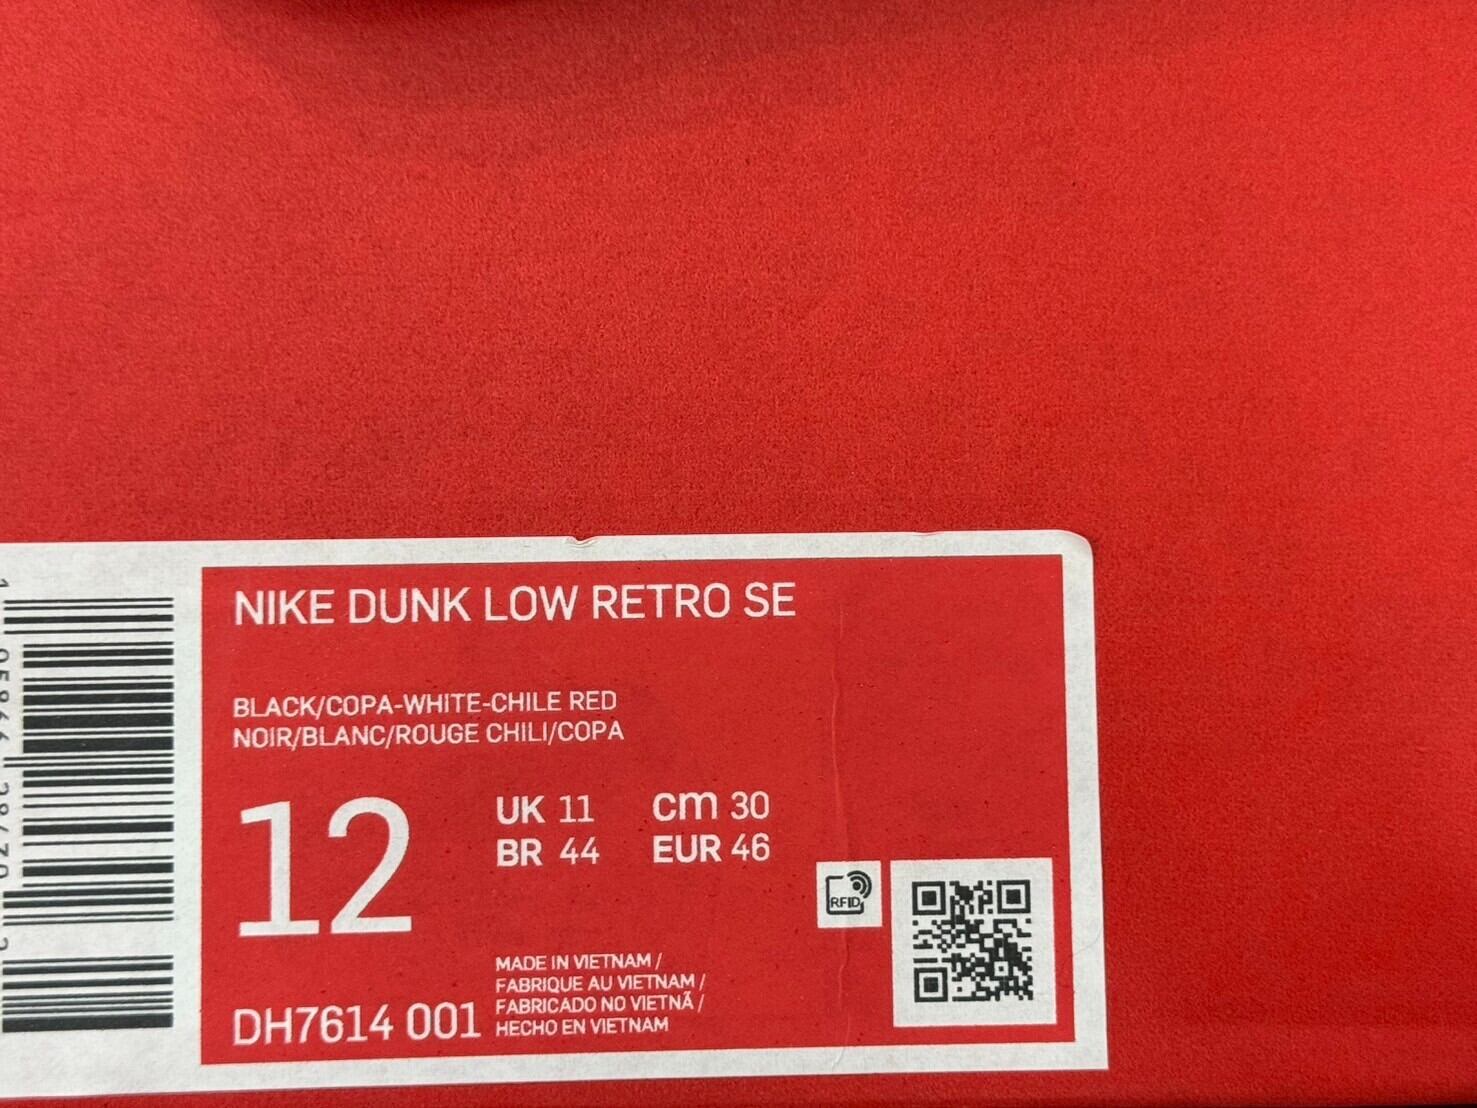 NIKE DUNK LOW RETRO SE
BLACK/COPA-WHITE-CHILE RED
NOIR/BLANC/ROUGE CHILI/COPA
12
UK 11 cm 30
BR 44 EUR 46
RFID
MADE IN VIETNAM /
FABRIQUE AU VIETNAM /
FABRICADO NO VIETNÃ /
HECHO EN VIETNAM
DH7614 001